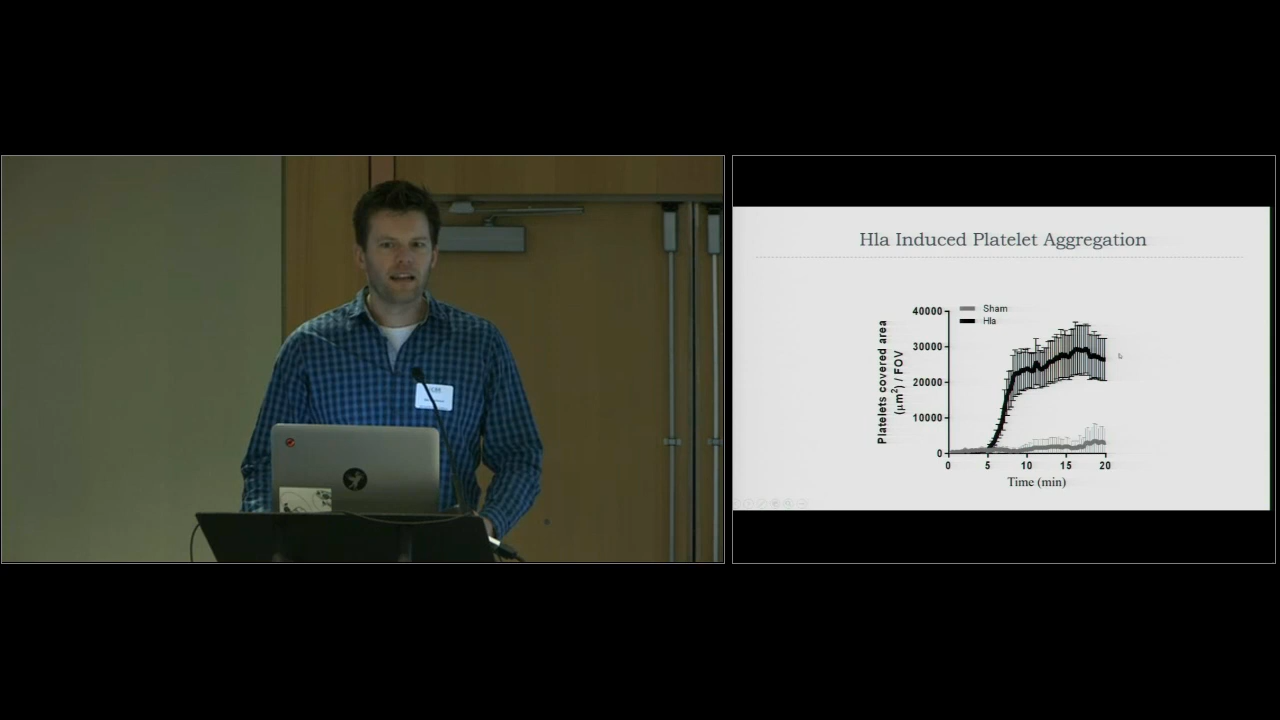 Hla Induced Platelet Aggregation
Sham
Hla
Platelets covered area
(μm²) / FOV
40000
30000
20000
10000
0
0 5 10 15 20
Time (min)